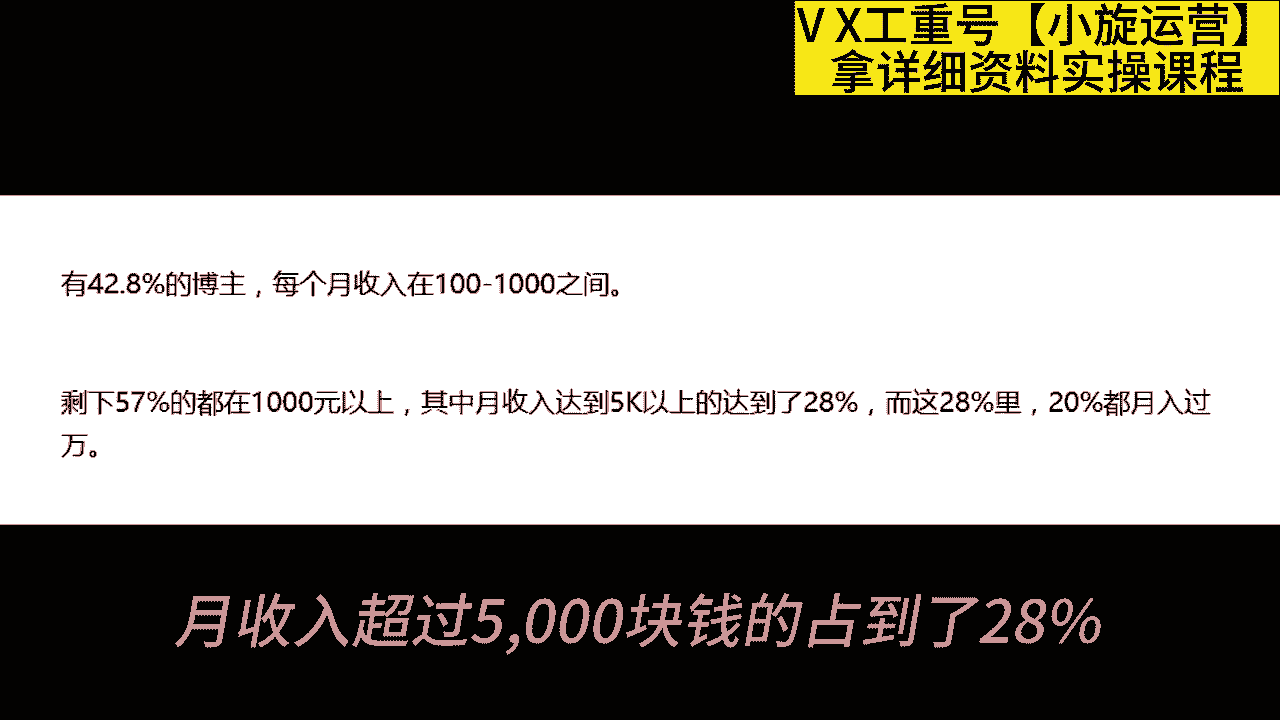 V X工重号【小旋运营】
拿详细资料实操课程
有42.8%的博主，每个月收入在100-1000之间。
剩下57%的都在1000元以上，其中月收入达到5K以上的达到了28%，而这28%里，20%都月入过
万。
月收入超过5,000块钱的占到了28%